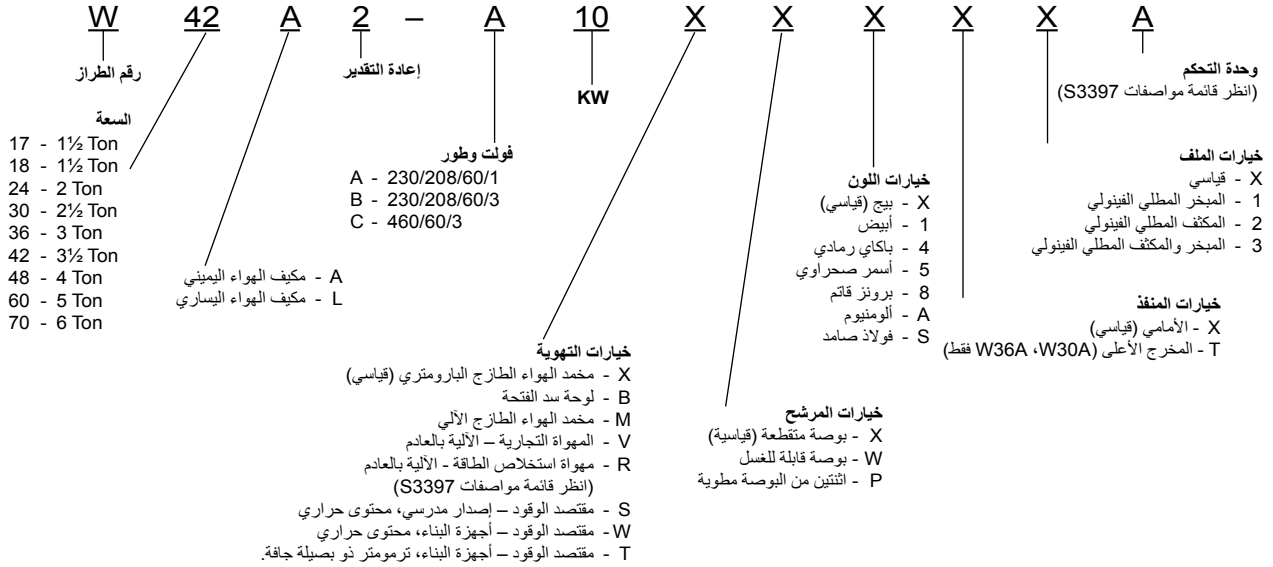 W 42 A 2 – A 10 X X X X X A
رقم الطراز
إعادة التقدير
KW
وحدة التحكم
(انظر قائمة مواصفات S3397)
السعة
17 - 1½ Ton
18 - 1½ Ton
24 - 2 Ton
30 - 2½ Ton
36 - 3 Ton
42 - 3½ Ton
48 - 4 Ton
60 - 5 Ton
70 - 6 Ton
A - مكيف الهواء اليميني
L - مكيف الهواء اليساري
فولت وطور
A - 230/208/60/1
B - 230/208/60/3
C - 460/60/3
خيارات التهوية
X - مخمد الهواء الطازج البارومتري (قياسي)
B - لوحة سد الفتحة
M - مخمد الهواء الطازج الآلي
V - المهواة التجارية – الآلية بالعادم
R - مهواة استخلاص الطاقة - الآلية بالعادم
(انظر قائمة مواصفات S3397)
S - مقتصد الوقود – إصدار مدرسي، محتوى حراري
W - مقتصد الوقود – أجهزة البناء، محتوى حراري
T - مقتصد الوقود – أجهزة البناء، ترمومتر ذو بصيلة جافة.
خيارات المرشح
X - بوصة متقطعة (قياسية)
W - بوصة قابلة للغسل
P - اثنتين من البوصة مطوية
خيارات اللون
X - بيج (قياسي)
1 - أبيض
4 - باكاي رمادي
5 - أسمر صحراوي
8 - برونز قاتم
A - ألومنيوم
S - فولاذ صامد
خيارات المنفذ
X - الأمامي (قياسي)
T - المخرج الأعلى (W30A، W36A فقط)
خيارات الملف
X - قياسي
1 - المبخر المطلي الفينولي
2 - المكثف المطلي الفينولي
3 - المبخر والمكثف المطلي الفينولي